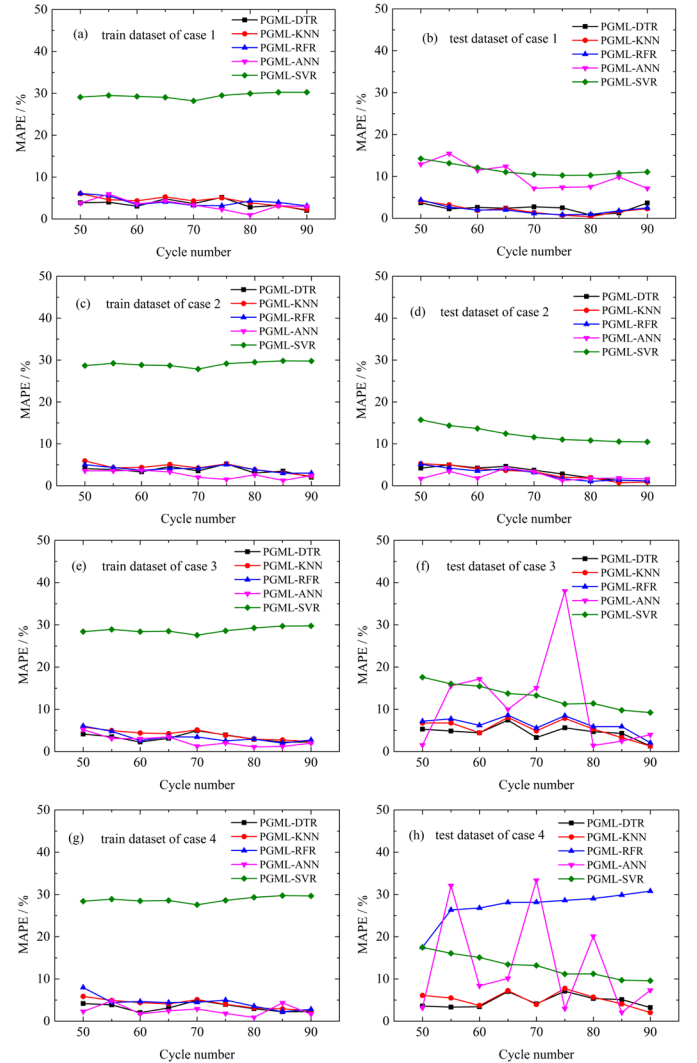 50
40
30
20
10
0
MAPE / %
(a) train dataset of case 1
PGML-DTR
PGML-KNN
PGML-RFR
PGML-ANN
PGML-SVR
50 60 70 80 90
Cycle number
50
40
30
20
10
0
MAPE / %
(b) test dataset of case 1
PGML-DTR
PGML-KNN
PGML-RFR
PGML-ANN
PGML-SVR
50 60 70 80 90
Cycle number
50
40
30
20
10
0
MAPE / %
(c) train dataset of case 2
PGML-DTR
PGML-KNN
PGML-RFR
PGML-ANN
PGML-SVR
50 60 70 80 90
Cycle number
50
40
30
20
10
0
MAPE / %
(d) test dataset of case 2
PGML-DTR
PGML-KNN
PGML-RFR
PGML-ANN
PGML-SVR
50 60 70 80 90
Cycle number
50
40
30
20
10
0
MAPE / %
(e) train dataset of case 3
PGML-DTR
PGML-KNN
PGML-RFR
PGML-ANN
PGML-SVR
50 60 70 80 90
Cycle number
50
40
30
20
10
0
MAPE / %
(f) test dataset of case 3
PGML-DTR
PGML-KNN
PGML-RFR
PGML-ANN
PGML-SVR
50 60 70 80 90
Cycle number
50
40
30
20
10
0
MAPE / %
(g) train dataset of case 4
PGML-DTR
PGML-KNN
PGML-RFR
PGML-ANN
PGML-SVR
50 60 70 80 90
Cycle number
50
40
30
20
10
0
MAPE / %
(h) test dataset of case 4
PGML-DTR
PGML-KNN
PGML-RFR
PGML-ANN
PGML-SVR
50 60 70 80 90
Cycle number